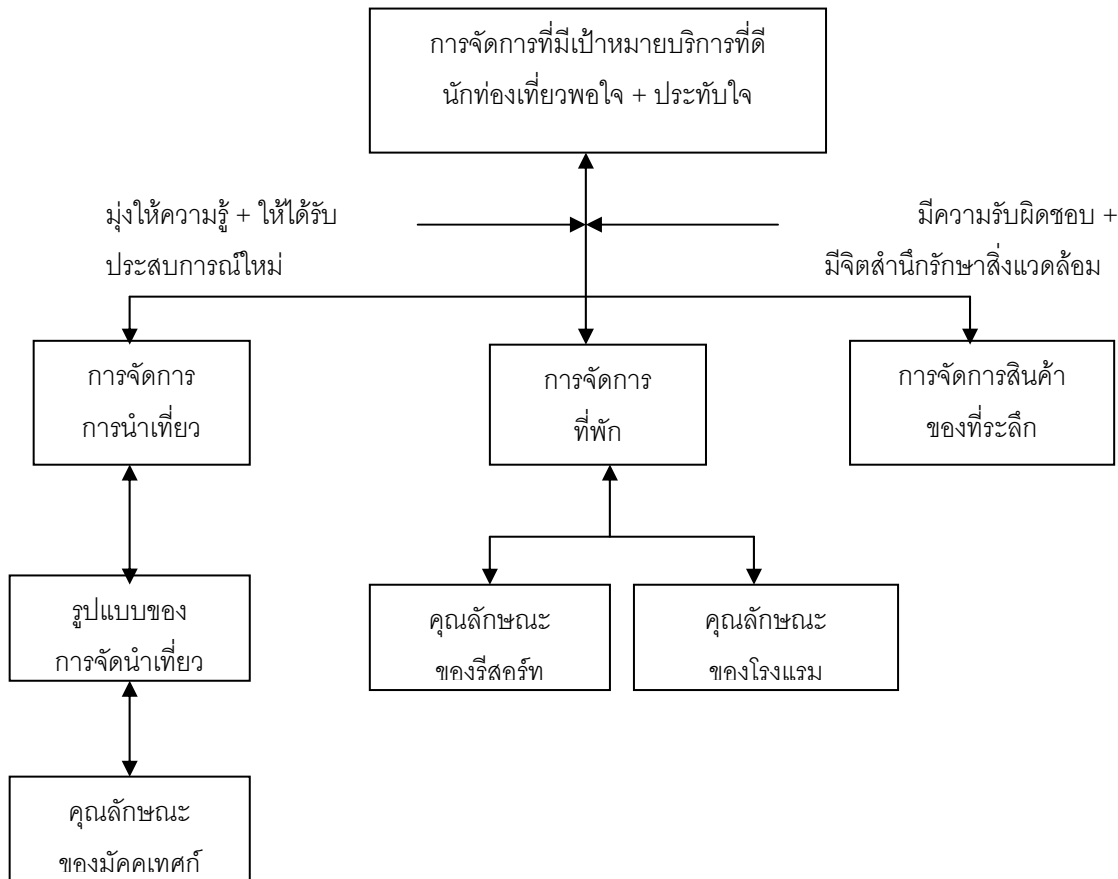 การจัดการที่มีเป้าหมายบริการที่ดี
นักท่องเที่ยวพอใจ + ประทับใจ
มุ่งให้ความรู้ + ให้ได้รับ
ประสบการณ์ใหม่
มีความรับผิดชอบ +
มีจิตสำนึกรักษาสิ่งแวดล้อม
การจัดการ
การนำเที่ยว
การจัดการ
ที่พัก
การจัดการสินค้า
ของที่ระลึก
รูปแบบของ
การจัดนำเที่ยว
คุณลักษณะ
ของรีสอร์ท
คุณลักษณะ
ของโรงแรม
คุณลักษณะ
ของมัคคเทศก์